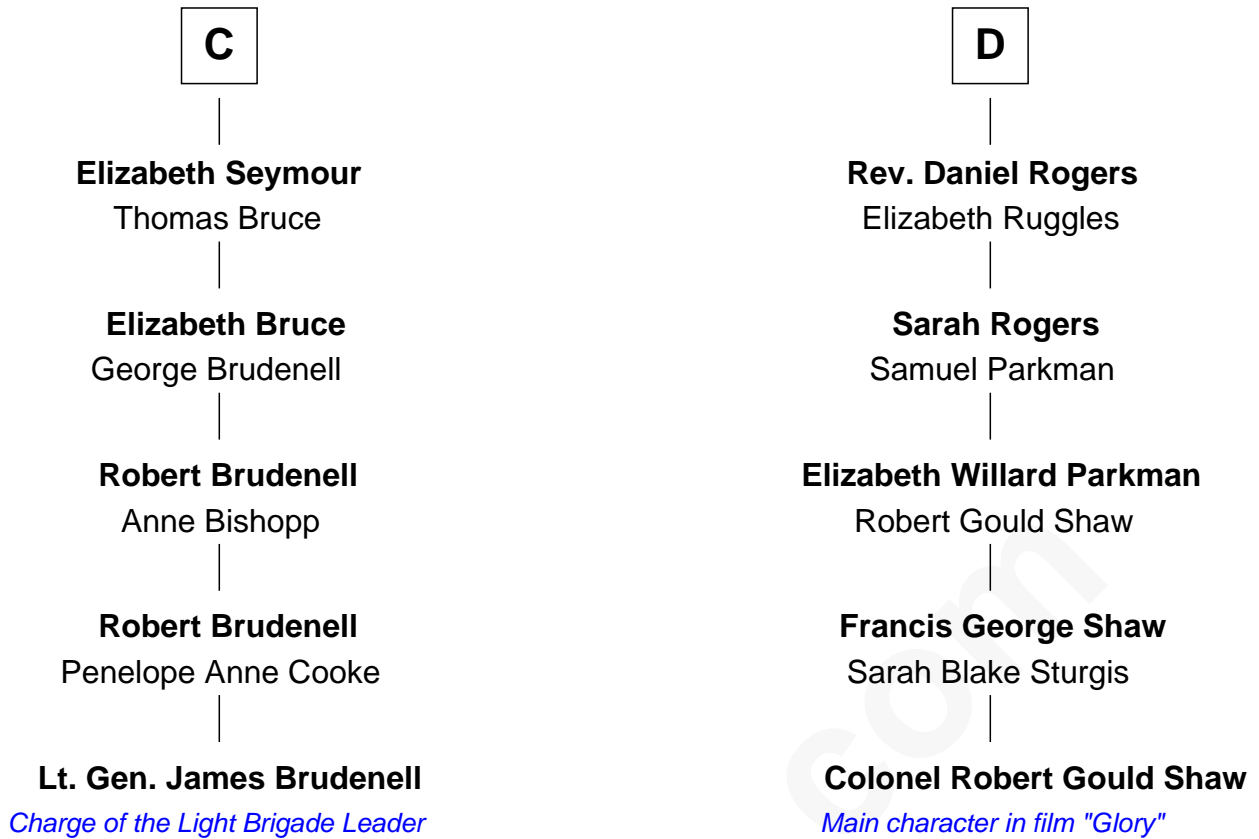 C
Elizabeth Seymour
Thomas Bruce
Elizabeth Bruce
George Brudenell
Robert Brudenell
Anne Bishopp
Robert Brudenell
Penelope Anne Cooke
Lt. Gen. James Brudenell
Charge of the Light Brigade Leader
D
Rev. Daniel Rogers
Elizabeth Ruggles
Sarah Rogers
Samuel Parkman
Elizabeth Willard Parkman
Robert Gould Shaw
Francis George Shaw
Sarah Blake Sturgis
Colonel Robert Gould Shaw
Main character in film "Glory"
com